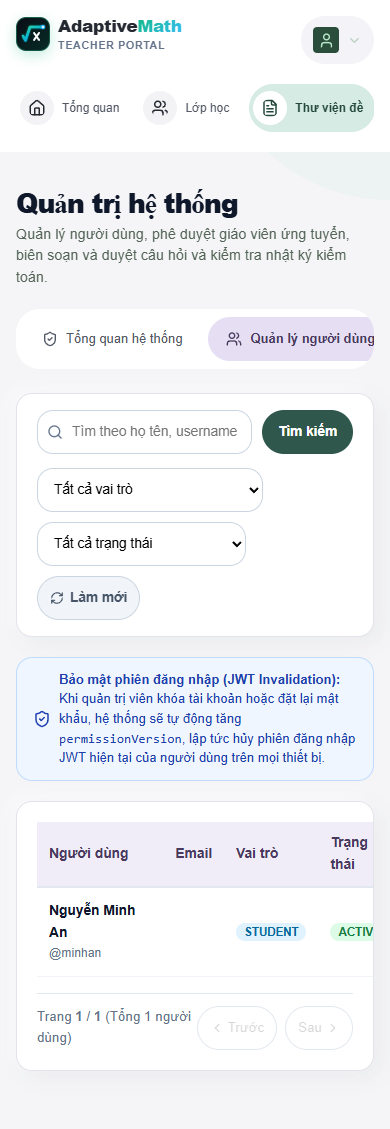 AdaptiveMath
TEACHER PORTAL
Tổng quan
Lớp học
Thư viện đề
Quản trị hệ thống
Quản lý người dùng, phê duyệt giáo viên ứng tuyển,
biên soạn và duyệt câu hỏi và kiểm tra nhật ký kiểm
toán.
Tổng quan hệ thống
Quản lý người dùng
Tìm theo họ tên, username
Tìm kiếm
Tất cả vai trò
Tất cả trạng thái
Làm mới
Bảo mật phiên đăng nhập (JWT Invalidation):
Khi quản trị viên khóa tài khoản hoặc đặt lại mật
khẩu, hệ thống sẽ tự động tăng
permissionVersion, lập tức hủy phiên đăng nhập
JWT hiện tại của người dùng trên mọi thiết bị.
Người dùng
Email
Vai trò
Trạng
thái
Nguyễn Minh
An
@minhan
STUDENT
ACTIV
Trang 1 / 1 (Tổng 1 người
dùng)
Trước
Sau